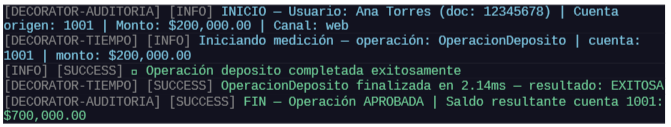 [DECORATOR-AUDITORIA] [INFO] INICIO — Usuario: Ana Torres (doc: 12345678) | Cuenta
origen: 1001 | Monto: $200,000.00 | Canal: web
[DECORATOR-TIEMPO] [INFO] Iniciando medición — operación: OperacionDeposito | cuenta:
1001 | monto: $200,000.00
[INFO] [SUCCESS] Operación deposito completada exitosamente
[DECORATOR-TIEMPO] [SUCCESS] OperacionDeposito finalizada en 2.14ms — resultado: EXITOSA
[DECORATOR-AUDITORIA] [SUCCESS] FIN — Operación APROBADA | Saldo resultante cuenta 1001:
$700,000.00